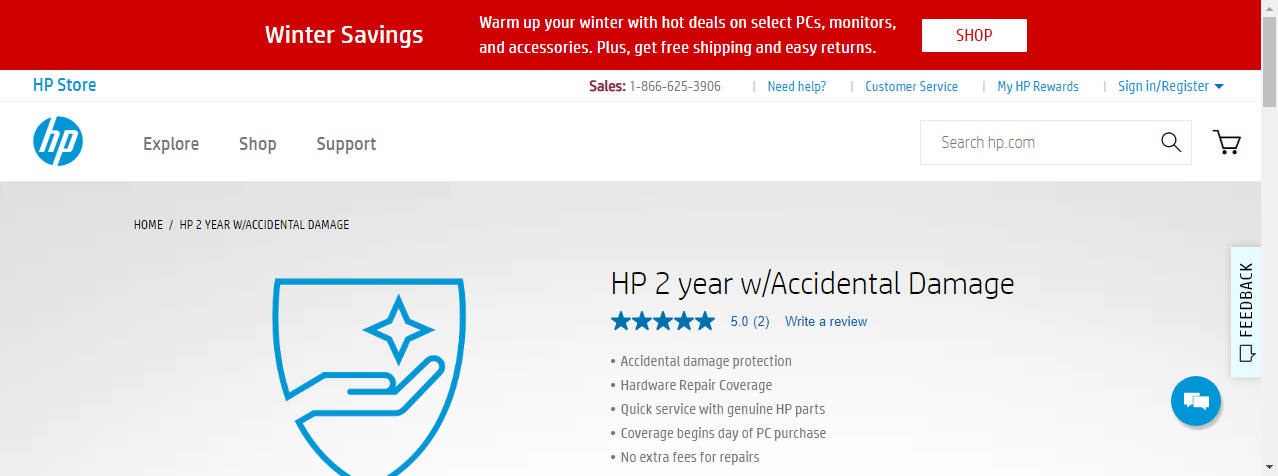 Winter Savings
Warm up your winter with hot deals on select PCs, monitors,
and accessories. Plus, get free shipping and easy returns.
SHOP
HP Store
Sales: 1-866-625-3906 | Need help? | Customer Service | My HP Rewards | Sign in/Register
hp
Explore Shop Support
Search hp.com
HOME / HP 2 YEAR W/ACCIDENTAL DAMAGE
HP 2 year w/Accidental Damage
5.0 (2) Write a review
• Accidental damage protection
• Hardware Repair Coverage
• Quick service with genuine HP parts
• Coverage begins day of PC purchase
• No extra fees for repairs
FEEDBACK